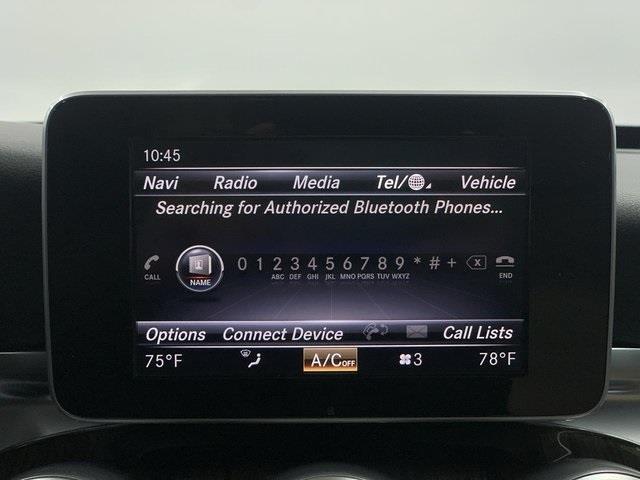 10:45
Navi Radio Media Tel/ Vehicle
Searching for Authorized Bluetooth Phones...
0 1 2 3 4 5 6 7 8 9 * # +
CALL NAME ABC DEF GHI JKL MNO PQRS TUV WXYZ END
Options Connect Device Call Lists
75°F A/C OFF 3 78°F